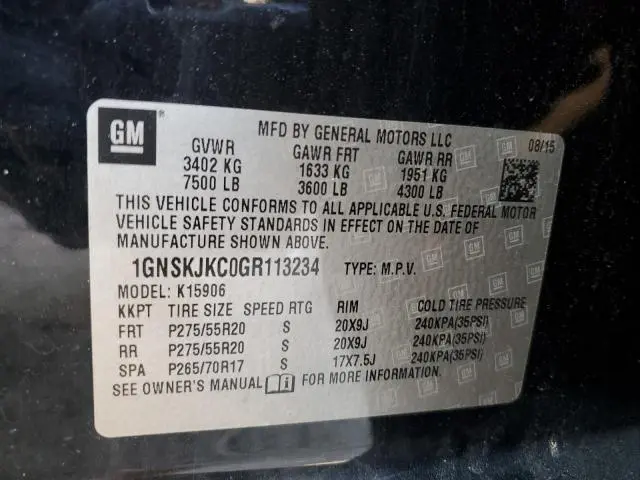 GM
®
MFD BY GENERAL MOTORS LLC 08/15
GVWR GAWR FRT GAWR RR
3402 KG 1633 KG 1951 KG
7500 LB 3600 LB 4300 LB
THIS VEHICLE CONFORMS TO ALL APPLICABLE U.S. FEDERAL MOTOR
VEHICLE SAFETY STANDARDS IN EFFECT ON THE DATE OF
MANUFACTURE SHOWN ABOVE.
1GNSKJKC0GR113234 TYPE: M.P.V.
MODEL: K15906
KKPT TIRE SIZE SPEED RTG RIM COLD TIRE PRESSURE
FRT P275/55R20 S 20X9J 240KPA(35PSI)
RR P275/55R20 S 20X9J 240KPA(35PSI)
SPA P265/70R17 S 17X7.5J 240KPA(35PSI)
SEE OWNER'S MANUAL i FOR MORE INFORMATION.